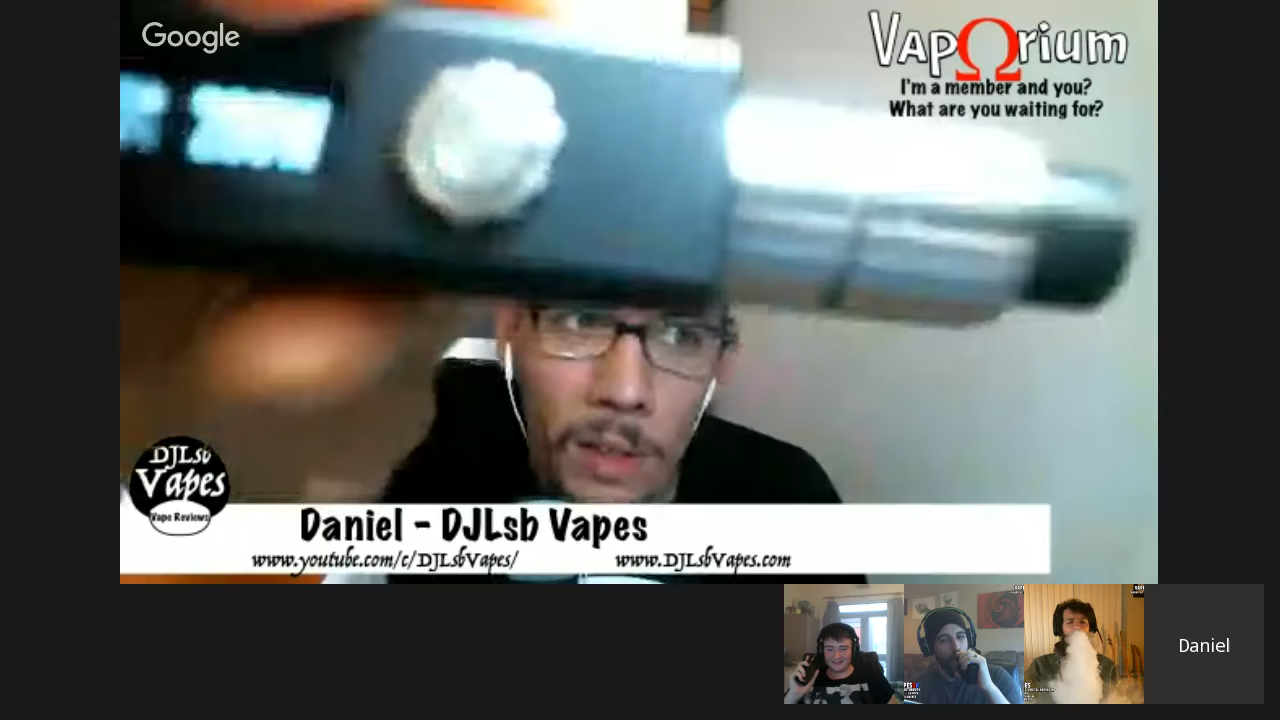 Google
VapΩrium
I'm a member and you?
What are you waiting for?
DJLsb
Vapes
Vape Reviews
Daniel - DJLsb Vapes
www.youtube.com/c/DJLsbVapes/
www.DJLsbVapes.com
Daniel